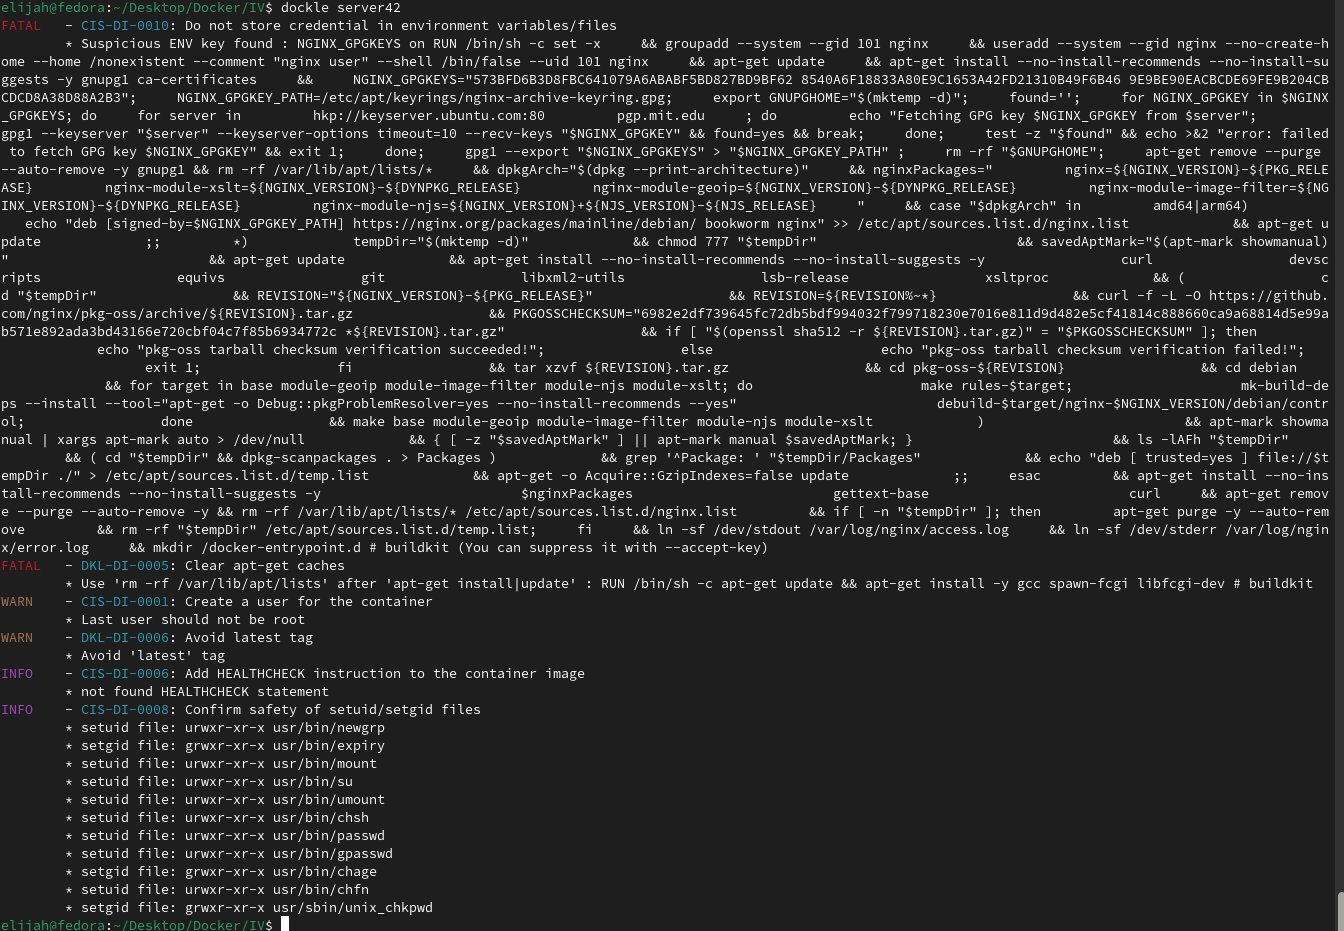 elijah@fedora:~/Desktop/Docker/IV$ dockle server42
FATAL   - CIS-DI-0010: Do not store credential in environment variables/files
        * Suspicious ENV key found : NGINX_GPGKEYS on RUN /bin/sh -c set -x     && groupadd --system --gid 101 nginx     && useradd --system --gid nginx --no-create-h
ome --home /nonexistent --comment "nginx user" --shell /bin/false --uid 101 nginx     && apt-get update     && apt-get install --no-install-recommends --no-install-su
ggests -y gnupg1 ca-certificates     &&     NGINX_GPGKEYS="573BFD6B3D8FBC641079A6ABABF5BD827BD9BF62 8540A6F18833A80E9C1653A42FD21310B49F6B46 9E9BE90EACBCDE69FE9B204CB
CDCD8A38D88A2B3";     NGINX_GPGKEY_PATH=/etc/apt/keyrings/nginx-archive-keyring.gpg;     export GNUPGHOME="$(mktemp -d)";     found='';     for NGINX_GPGKEY in $NGINX
_GPGKEYS; do     for server in         hkp://keyserver.ubuntu.com:80         pgp.mit.edu     ; do         echo "Fetching GPG key $NGINX_GPGKEY from $server";
gpg1 --keyserver "$server" --keyserver-options timeout=10 --recv-keys "$NGINX_GPGKEY" && found=yes && break;     done;     test -z "$found" && echo >&2 "error: failed
 to fetch GPG key $NGINX_GPGKEY" && exit 1;     done;     gpg1 --export "$NGINX_GPGKEYS" > "$NGINX_GPGKEY_PATH" ;     rm -rf "$GNUPGHOME";     apt-get remove --purge
--auto-remove -y gnupg1 && rm -rf /var/lib/apt/lists/*     && dpkgArch="$(dpkg --print-architecture)"     && nginxPackages="         nginx=${NGINX_VERSION}-${PKG_RELE
ASE}         nginx-module-xslt=${NGINX_VERSION}-${DYNPKG_RELEASE}         nginx-module-geoip=${NGINX_VERSION}-${DYNPKG_RELEASE}         nginx-module-image-filter=${NG
INX_VERSION}-${DYNPKG_RELEASE}         nginx-module-njs=${NGINX_VERSION}+${NJS_VERSION}-${NJS_RELEASE}     "     && case "$dpkgArch" in         amd64|arm64)
   echo "deb [signed-by=$NGINX_GPGKEY_PATH] https://nginx.org/packages/mainline/debian/ bookworm nginx" >> /etc/apt/sources.list.d/nginx.list             && apt-get u
pdate             ;;         *)             tempDir="$(mktemp -d)"             && chmod 777 "$tempDir"                         && savedAptMark="$(apt-mark showmanual)
"                         && apt-get update             && apt-get install --no-install-recommends --no-install-suggests -y                 curl                 devsc
ripts                 equivs                 git                 libxml2-utils                 lsb-release                 xsltproc             && (                 c
d "$tempDir"                 && REVISION="${NGINX_VERSION}-${PKG_RELEASE}"                 && REVISION=${REVISION%~*}                 && curl -f -L -O https://github.
com/nginx/pkg-oss/archive/${REVISION}.tar.gz                 && PKGOSSCHECKSUM="6982e2df739645fc72db5bdf994032f799718230e7016e811d9d482e5cf41814c888660ca9a68814d5e99a
b571e892ada3bd43166e720cbf04c7f85b6934772c *${REVISION}.tar.gz"                 && if [ "$(openssl sha512 -r ${REVISION}.tar.gz)" = "$PKGOSSCHECKSUM" ]; then
            echo "pkg-oss tarball checksum verification succeeded!";                 else                     echo "pkg-oss tarball checksum verification failed!";
                  exit 1;                 fi                 && tar xzvf ${REVISION}.tar.gz                 && cd pkg-oss-${REVISION}                 && cd debian
             && for target in base module-geoip module-image-filter module-njs module-xslt; do                     make rules-$target;                     mk-build-de
ps --install --tool="apt-get -o Debug::pkgProblemResolver=yes --no-install-recommends --yes"                         debuild-$target/nginx-$NGINX_VERSION/debian/contr
ol;                 done                 && make base module-geoip module-image-filter module-njs module-xslt             )             && apt-mark showma
nual | xargs apt-mark auto > /dev/null             && { [ -z "$savedAptMark" ] || apt-mark manual $savedAptMark; }                         && ls -lAFh "$tempDir"
        && ( cd "$tempDir" && dpkg-scanpackages . > Packages )             && grep '^Package: ' "$tempDir/Packages"             && echo "deb [ trusted=yes ] file://$t
empDir ./" > /etc/apt/sources.list.d/temp.list             && apt-get -o Acquire::GzipIndexes=false update             ;;     esac         && apt-get install --no-ins
tall-recommends --no-install-suggests -y                         $nginxPackages                         gettext-base                         curl     && apt-get remov
e --purge --auto-remove -y && rm -rf /var/lib/apt/lists/* /etc/apt/sources.list.d/nginx.list         && if [ -n "$tempDir" ]; then         apt-get purge -y --auto-rem
ove         && rm -rf "$tempDir" /etc/apt/sources.list.d/temp.list;     fi     && ln -sf /dev/stdout /var/log/nginx/access.log     && ln -sf /dev/stderr /var/log/ngin
x/error.log     && mkdir /docker-entrypoint.d # buildkit (You can suppress it with --accept-key)
FATAL   - DKL-DI-0005: Clear apt-get caches
        * Use 'rm -rf /var/lib/apt/lists' after 'apt-get install|update' : RUN /bin/sh -c apt-get update && apt-get install -y gcc spawn-fcgi libfcgi-dev # buildkit
WARN    - CIS-DI-0001: Create a user for the container
        * Last user should not be root
WARN    - DKL-DI-0006: Avoid latest tag
        * Avoid 'latest' tag
INFO    - CIS-DI-0006: Add HEALTHCHECK instruction to the container image
        * not found HEALTHCHECK statement
INFO    - CIS-DI-0008: Confirm safety of setuid/setgid files
        * setuid file: urwxr-xr-x usr/bin/newgrp
        * setgid file: grwxr-xr-x usr/bin/expiry
        * setuid file: urwxr-xr-x usr/bin/mount
        * setuid file: urwxr-xr-x usr/bin/su
        * setuid file: urwxr-xr-x usr/bin/umount
        * setuid file: urwxr-xr-x usr/bin/chsh
        * setuid file: urwxr-xr-x usr/bin/passwd
        * setuid file: urwxr-xr-x usr/bin/gpasswd
        * setgid file: grwxr-xr-x usr/bin/chage
        * setuid file: urwxr-xr-x usr/bin/chfn
        * setgid file: grwxr-xr-x usr/sbin/unix_chkpwd
elijah@fedora:~/Desktop/Docker/IV$